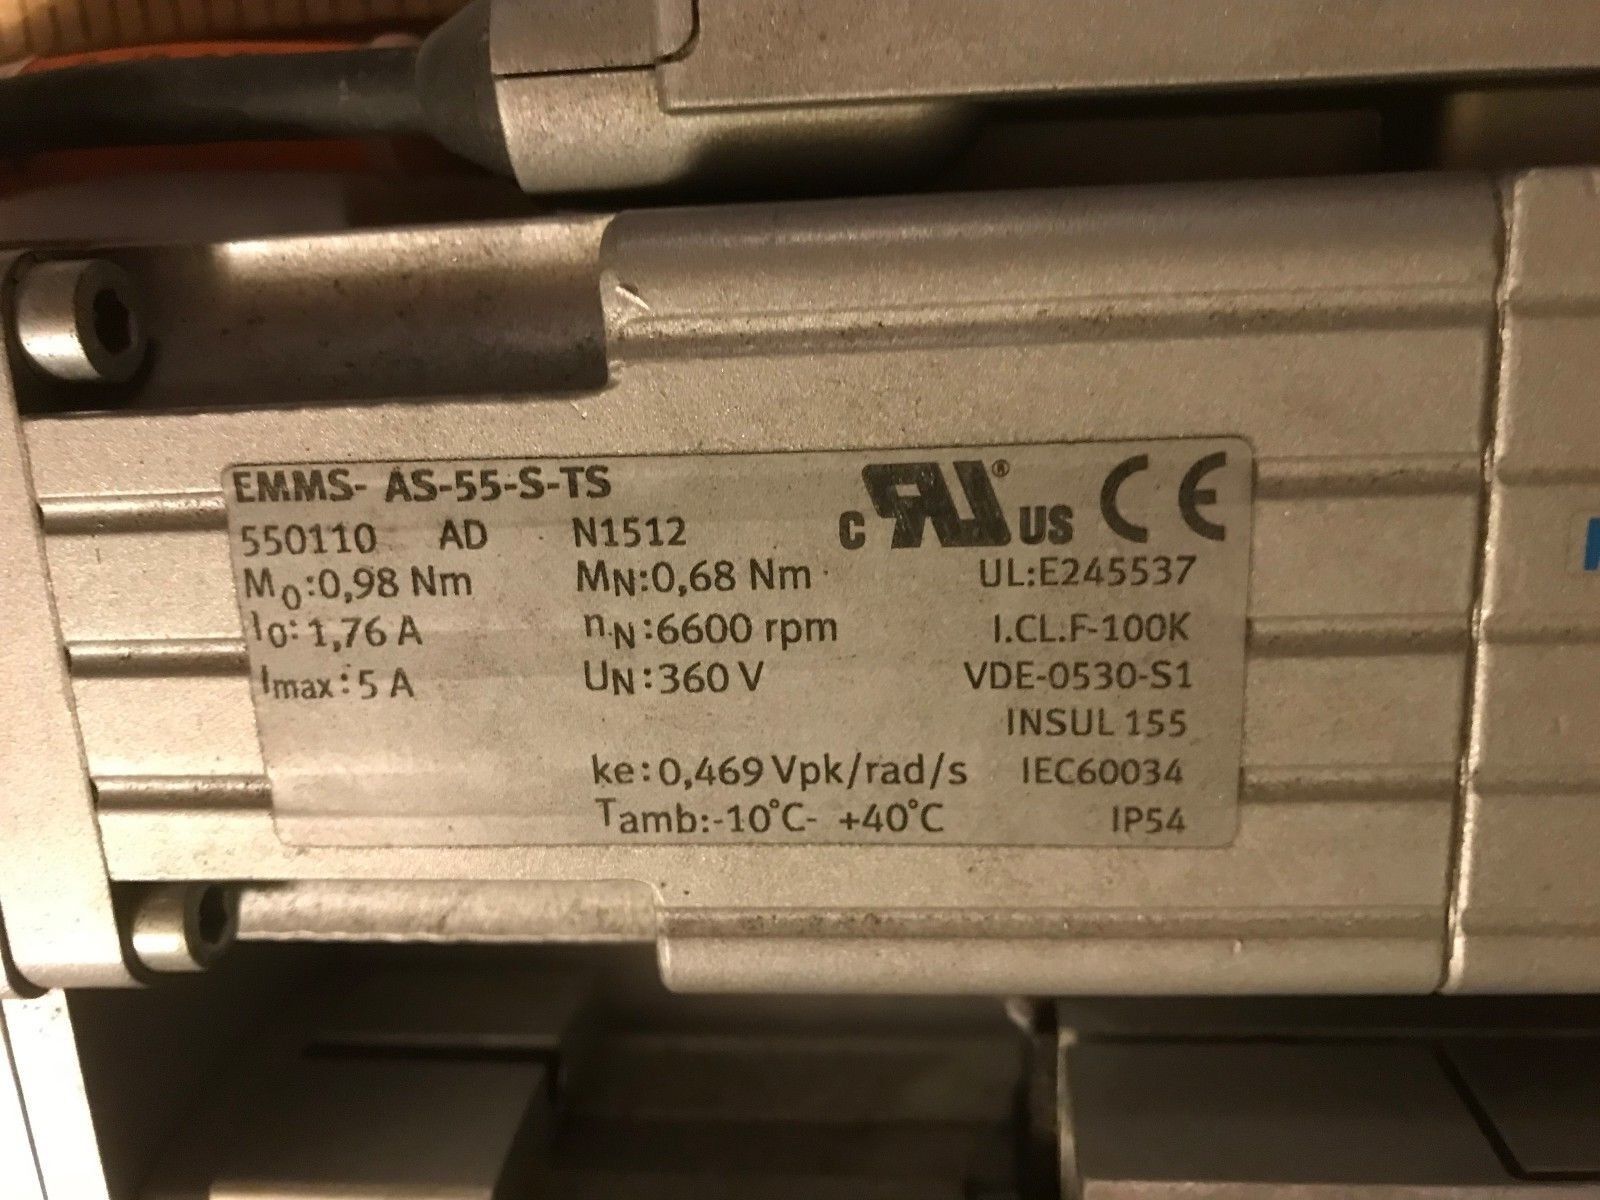 EMMS- AS-55-S-TS
550110 AD N1512 c RU® US CE
M0:0,98 Nm MN:0,68 Nm UL:E245537
I0:1,76 A nN:6600 rpm I.CL.F-100K
Imax:5 A UN:360 V VDE-0530-S1
INSUL 155
ke:0,469 Vpk/rad/s IEC60034
Tamb:-10°C- +40°C IP54